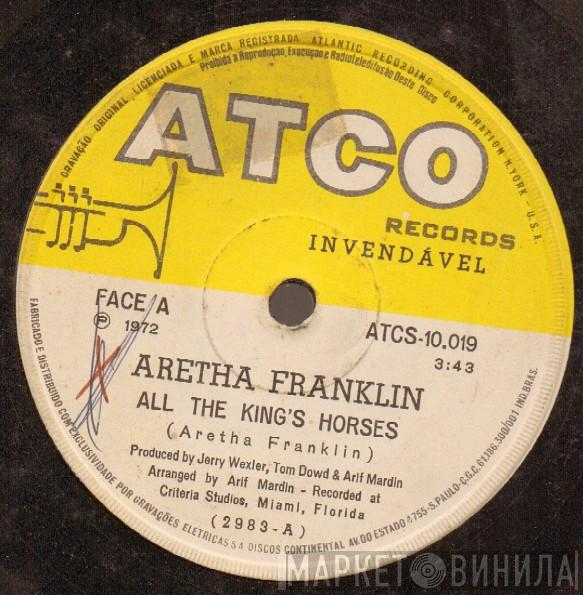 GRAVAÇÃO ORIGINAL LICENCIADA E MARCA REGISTRADA ATLANTIC RECORDING CORPORATION N.YORK - U.S.A.
Proibida a Reprodução, Execução e Radioteledifusão Deste Disco
ATCO
RECORDS
INVENDÁVEL
FACE A
℗ 1972
ATCS-10.019
3:43
ARETHA FRANKLIN
ALL THE KING'S HORSES
(Aretha Franklin)
Produced by Jerry Wexler, Tom Dowd & Arif Mardin
Arranged by Arif Mardin - Recorded at
Criteria Studios, Miami, Florida
(2983-A)
FABRICADO E DISTRIBUIDO COM EXCLUSIVIDADE POR GRAVAÇÕES ELETRICAS S.A DISCOS CONTINENTAL AV. DO ESTADO 4755-S. PAULO-C.G.C. 61.186.300/001 IND. BRAS.
МАРКЕТ ВИНИЛА